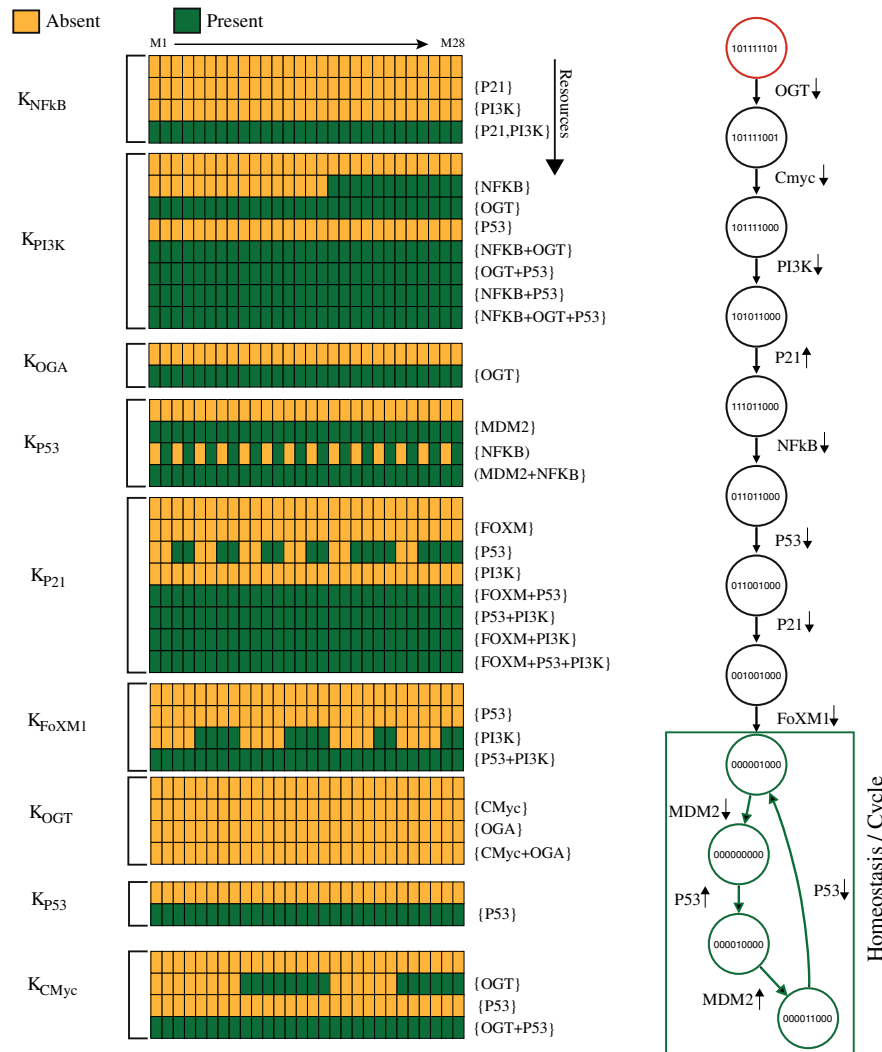 Absent
Present
M1
M28
Resources
K_NFkB
{P21}
{PI3K}
{P21,PI3K}
K_PI3K
{NFKB}
{OGT}
{P53}
{NFKB+OGT}
{OGT+P53}
{NFKB+P53}
{NFKB+OGT+P53}
K_OGA
{OGT}
K_P53
{MDM2}
{NFKB)
(MDM2+NFKB}
K_P21
{FOXM}
{P53}
{PI3K}
{FOXM+P53}
{P53+PI3K}
{FOXM+PI3K}
{FOXM+P53+PI3K}
K_FoXM1
{P53}
{PI3K}
{P53+PI3K}
K_OGT
{CMyc}
{OGA}
{CMyc+OGA}
K_P53
{P53}
K_CMyc
{OGT}
{P53}
{OGT+P53}
101111101
OGT↓
101111001
Cmyc ↓
101111000
PI3K↓
101011000
P21↑
111011000
NFkB↓
011011000
P53↓
011001000
P21↓
001001000
FoXM1↓
000001000
MDM2↓
000000000
P53↑
P53↓
000010000
MDM2↑
000011000
Homeostasis / Cycle